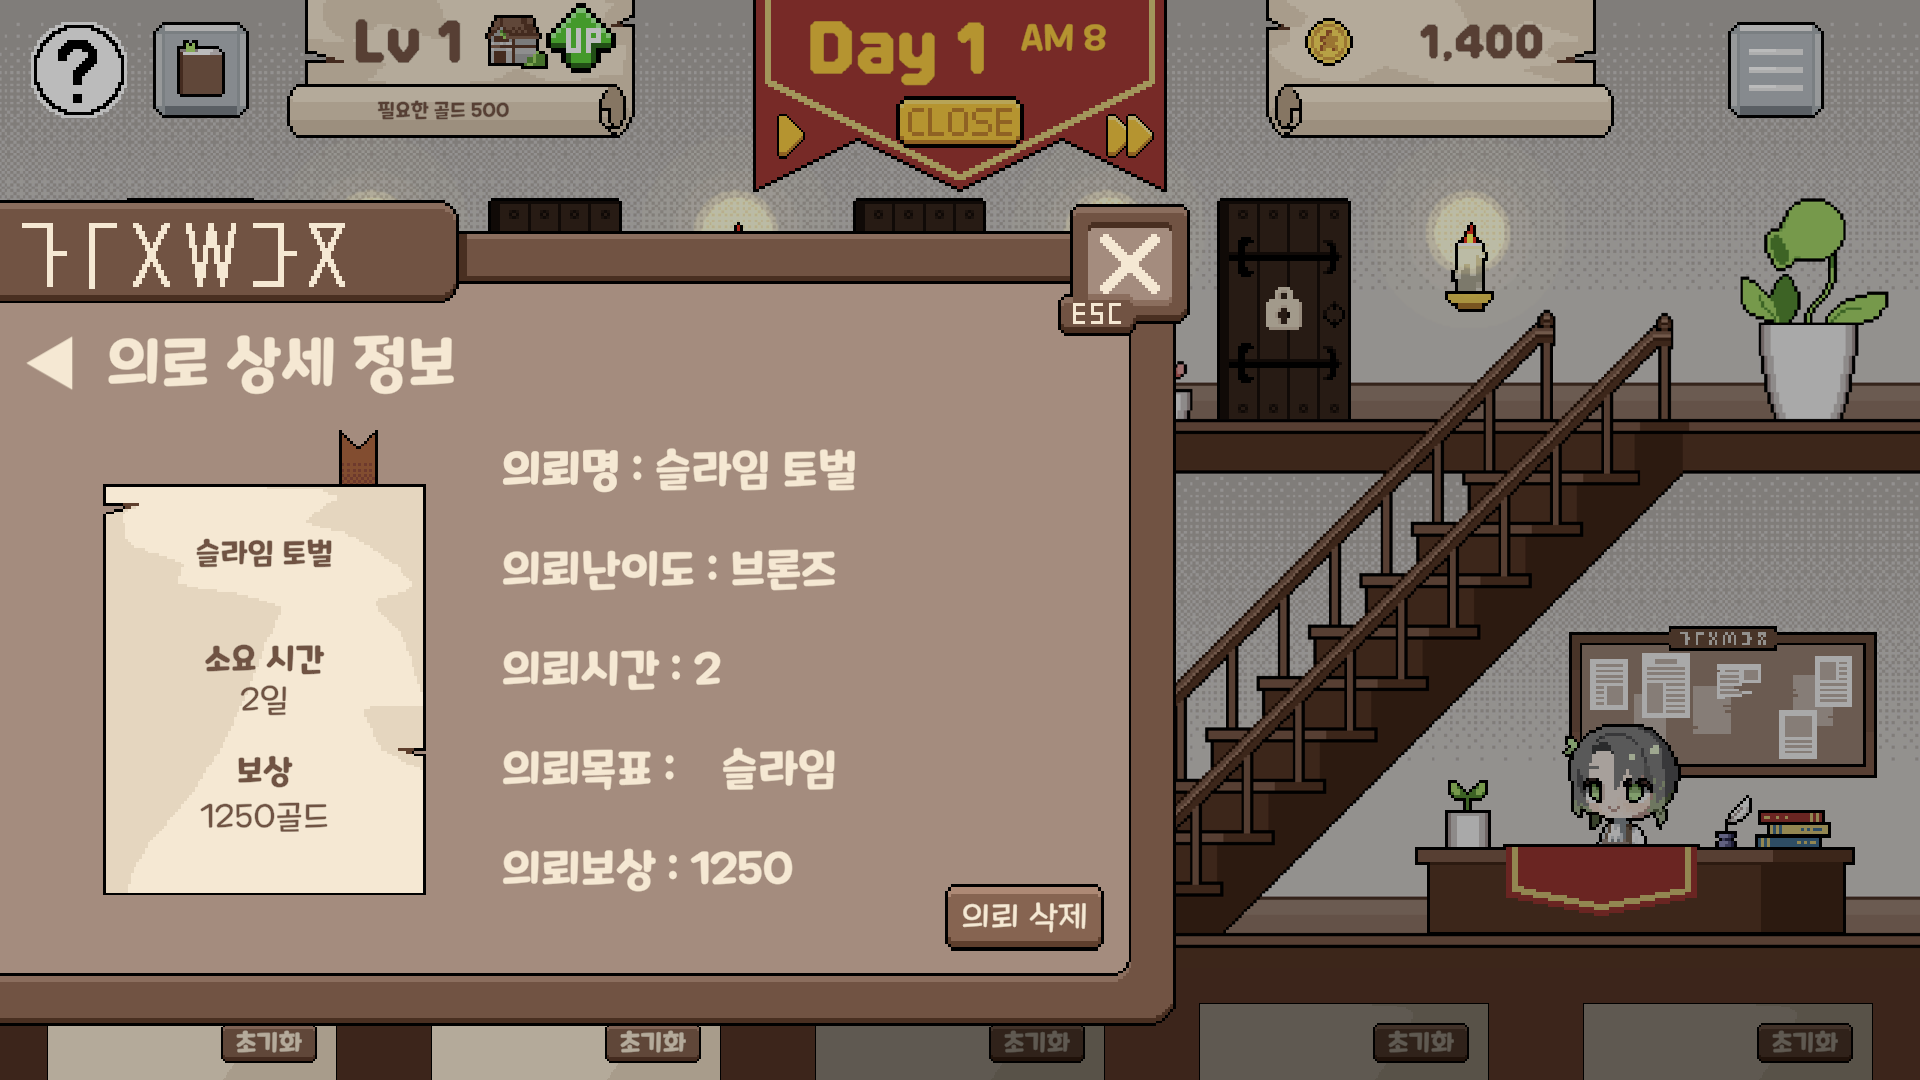 Lv 1
UP
필요한 골드 500
Day 1
AM 8
CLOSE
1,400
ESC
의로 상세 정보
슬라임 토벌
소요 시간
2일
보상
1250골드
의뢰명 : 슬라임 토벌
의뢰난이도 : 브론즈
의뢰시간 : 2
의뢰목표 : 슬라임
의뢰보상 : 1250
의뢰 삭제
초기화
초기화
초기화
초기화
초기화